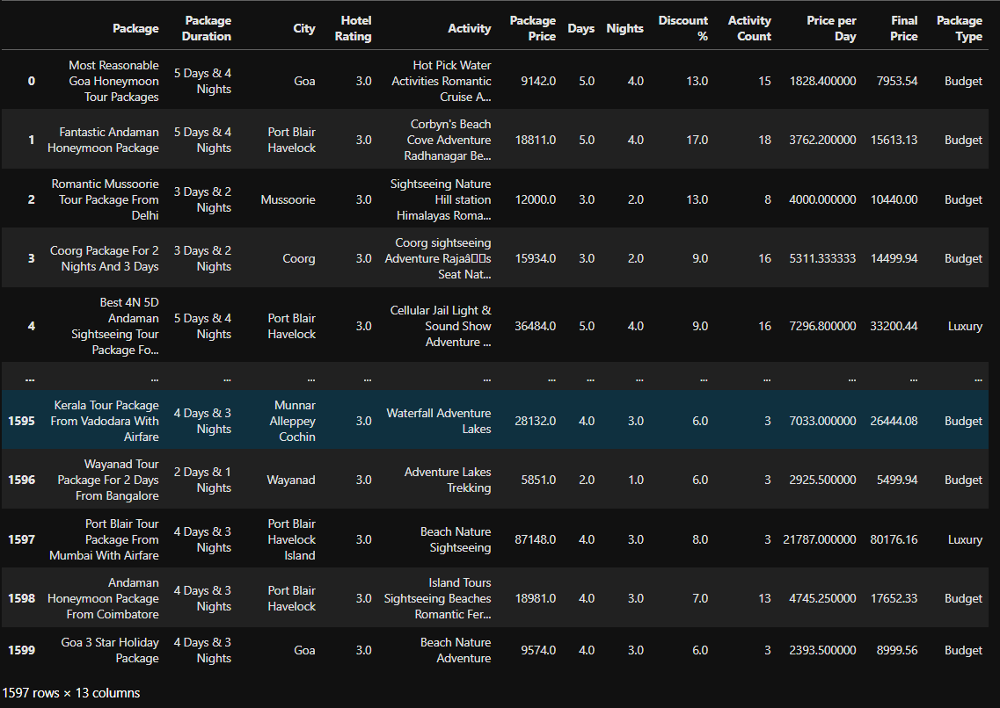 Package Package Duration City Hotel Rating Activity Package Price Days Nights Discount % Activity Count Price per Day Final Price Package Type
0 Most Reasonable Goa Honeymoon Tour Packages 5 Days & 4 Nights Goa 3.0 Hot Pick Water Activities Romantic Cruise A... 9142.0 5.0 4.0 13.0 15 1828.400000 7953.54 Budget
1 Fantastic Andaman Honeymoon Package 5 Days & 4 Nights Port Blair Havelock 3.0 Corbyn's Beach Cove Adventure Radhanagar Be... 18811.0 5.0 4.0 17.0 18 3762.200000 15613.13 Budget
2 Romantic Mussoorie Tour Package From Delhi 3 Days & 2 Nights Mussoorie 3.0 Sightseeing Nature Hill station Himalayas Roma... 12000.0 3.0 2.0 13.0 8 4000.000000 10440.00 Budget
3 Coorg Package For 2 Nights And 3 Days 3 Days & 2 Nights Coorg 3.0 Coorg sightseeing Adventure Rajaâ□□s Seat Nat... 15934.0 3.0 2.0 9.0 16 5311.333333 14499.94 Budget
4 Best 4N 5D Andaman Sightseeing Tour Package Fo... 5 Days & 4 Nights Port Blair Havelock 3.0 Cellular Jail Light & Sound Show Adventure ... 36484.0 5.0 4.0 9.0 16 7296.800000 33200.44 Luxury
... ... ... ... ... ... ... ... ... ... ... ... ... ...
1595 Kerala Tour Package From Vadodara With Airfare 4 Days & 3 Nights Munnar Alleppey Cochin 3.0 Waterfall Adventure Lakes 28132.0 4.0 3.0 6.0 3 7033.000000 26444.08 Budget
1596 Wayanad Tour Package For 2 Days From Bangalore 2 Days & 1 Nights Wayanad 3.0 Adventure Lakes Trekking 5851.0 2.0 1.0 6.0 3 2925.500000 5499.94 Budget
1597 Port Blair Tour Package From Mumbai With Airfare 4 Days & 3 Nights Port Blair Havelock Island 3.0 Beach Nature Sightseeing 87148.0 4.0 3.0 8.0 3 21787.000000 80176.16 Luxury
1598 Andaman Honeymoon Package From Coimbatore 4 Days & 3 Nights Port Blair Havelock 3.0 Island Tours Sightseeing Beaches Romantic Fer... 18981.0 4.0 3.0 7.0 13 4745.250000 17652.33 Budget
1599 Goa 3 Star Holiday Package 4 Days & 3 Nights Goa 3.0 Beach Nature Adventure 9574.0 4.0 3.0 6.0 3 2393.500000 8999.56 Budget
1597 rows × 13 columns